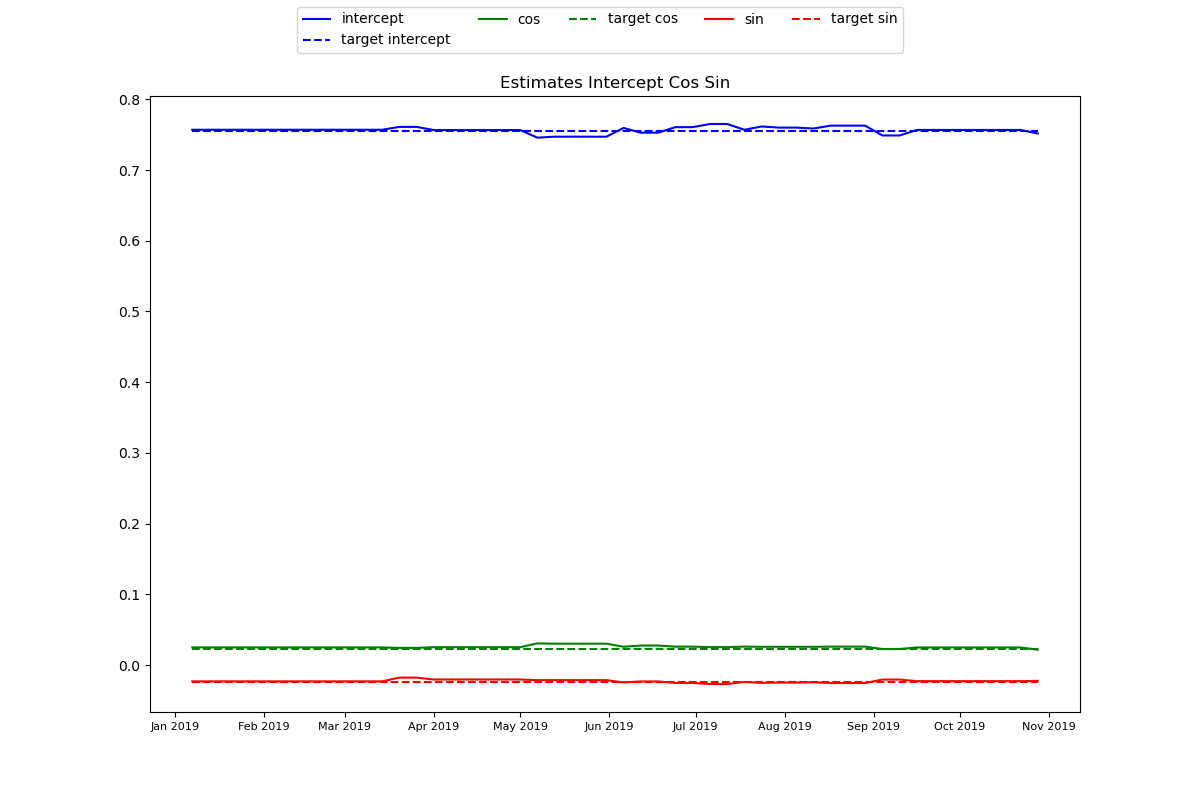 intercept cos target cos sin target sin
target intercept
Estimates Intercept Cos Sin
0.8
0.7
0.6
0.5
0.4
0.3
0.2
0.1
0.0
Jan 2019 Feb 2019 Mar 2019 Apr 2019 May 2019 Jun 2019 Jul 2019 Aug 2019 Sep 2019 Oct 2019 Nov 2019